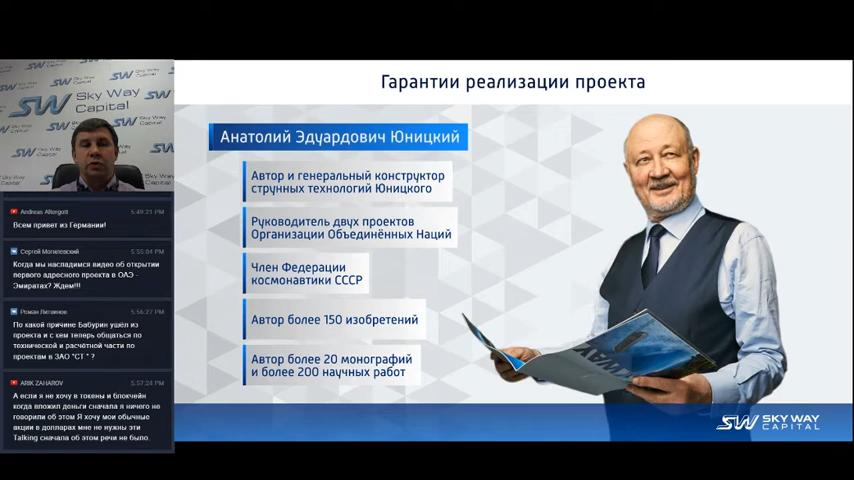 Гарантии реализации проекта
Анатолий Эдуардович Юницкий
Автор и генеральный конструктор
струнных технологий Юницкого
Руководитель двух проектов
Организации Объединённых Наций
Член Федерации
космонавтики СССР
Автор более 150 изобретений
Автор более 20 монографий
и более 200 научных работ
SW SKY WAY
CAPITAL
SW Sky Way
Capital
Andreas Altergott 5:49:21 PM
Всем привет из Германии!
Сергей Могилевский 5:55:04 PM
Когда мы насладимся видео об открытии
первого адресного проекта в ОАЭ -
Эмиратах? Ждем!!!
Роман Литвинов 5:56:27 PM
По какой причине Бабурин ушёл из
проекта и с кем теперь общаться по
технической и расчётной части по
проектам в ЗАО "СТ." ?
ARIK ZAHAROV 5:57:24 PM
А если я не хочу в токены и блокчейн
когда вложил деньги сначала я ничего не
говорили об этом Я хочу мои обычные
акции в долларах мне не нужны эти
Talking сначала об этом речи не было.